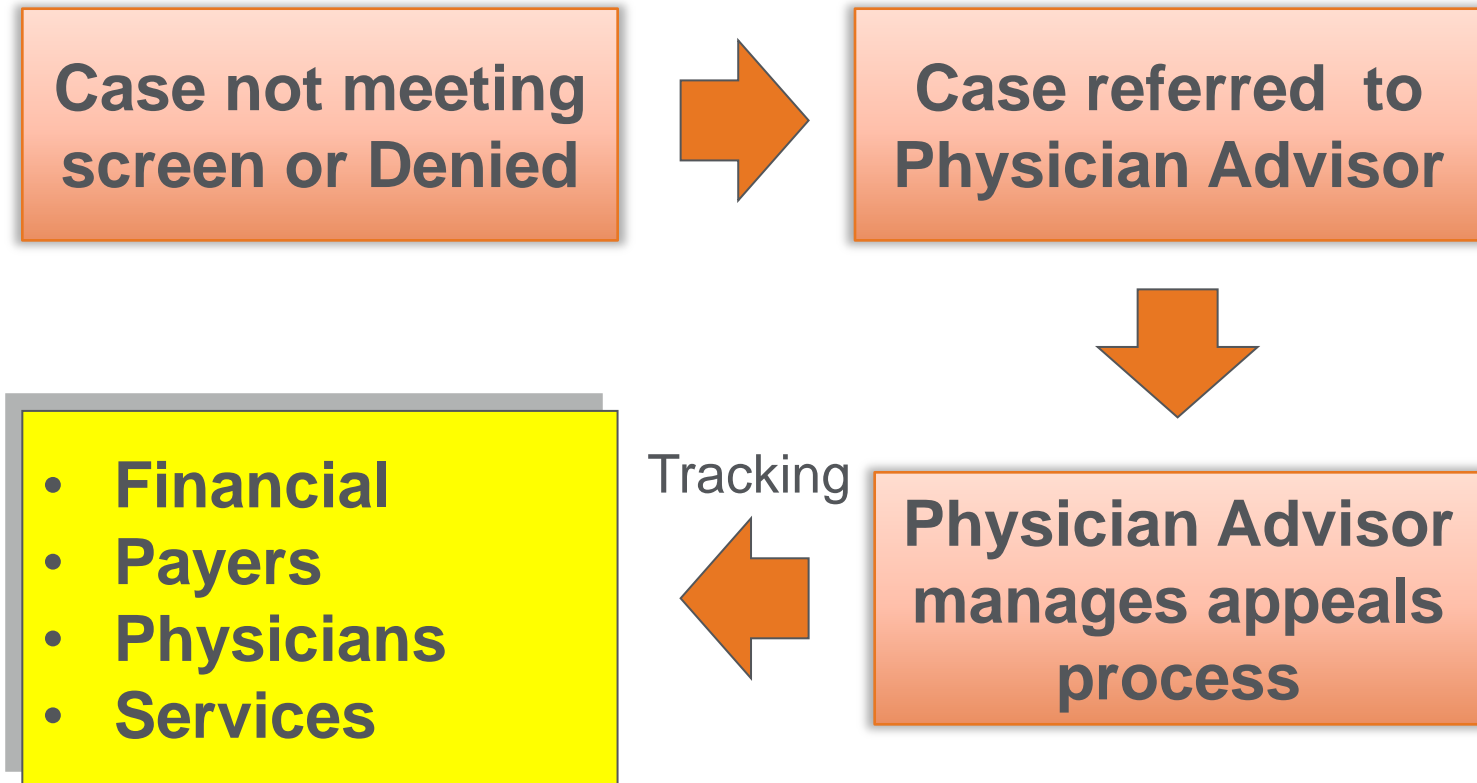 Case not meeting
screen or Denied
Case referred to
Physician Advisor
Physician Advisor
manages appeals
process
Tracking
• Financial
• Payers
• Physicians
• Services